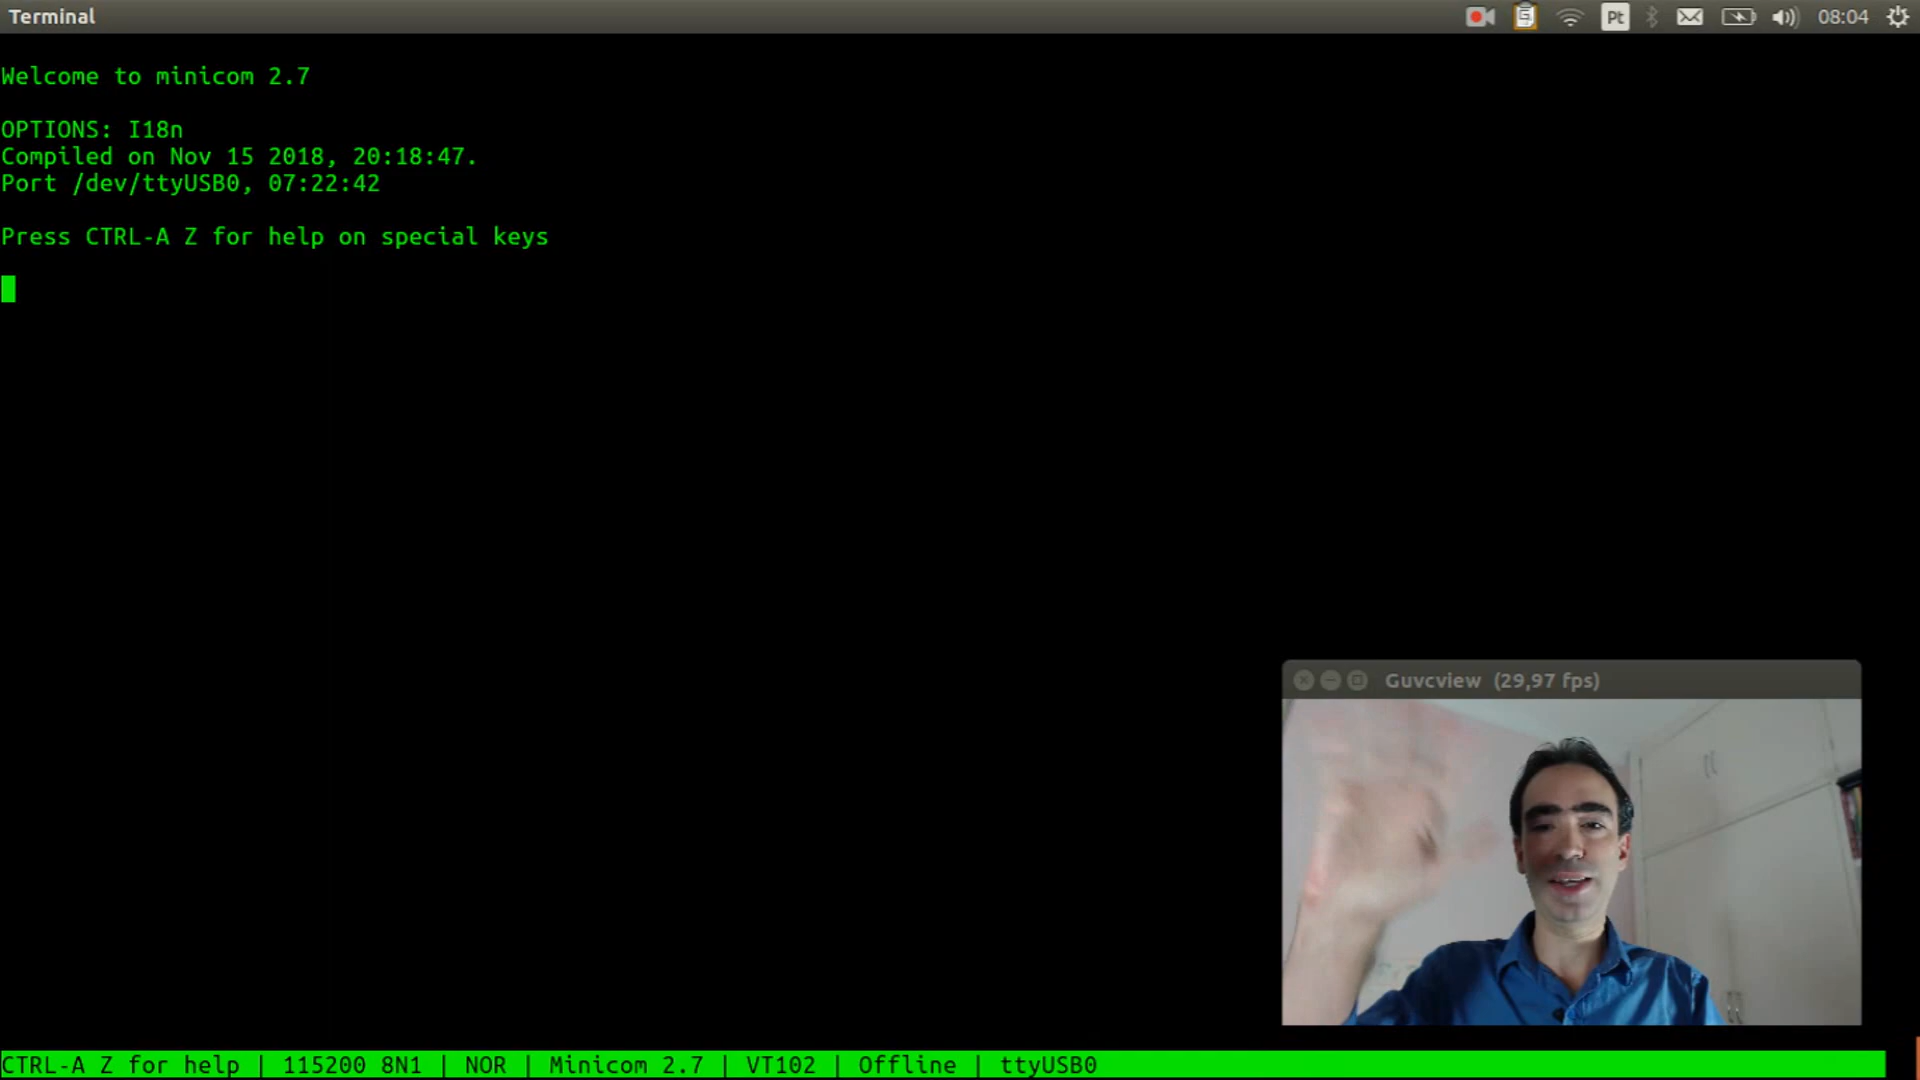 Terminal
Pt
08:04
Welcome to minicom 2.7
OPTIONS: I18n
Compiled on Nov 15 2018, 20:18:47.
Port /dev/ttyUSB0, 07:22:42
Press CTRL-A Z for help on special keys
Guvcview (29,97 fps)
CTRL-A Z for help | 115200 8N1 | NOR | Minicom 2.7 | VT102 | Offline | ttyUSB0